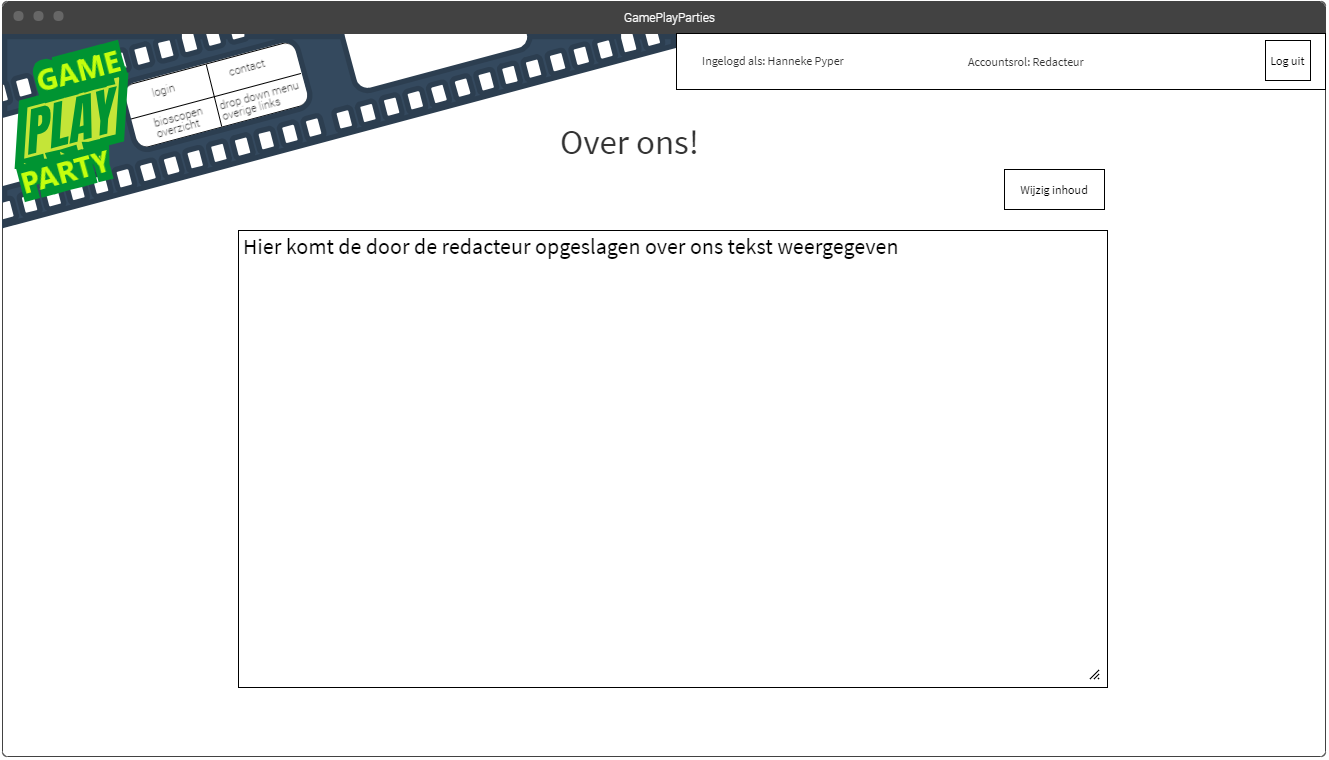 GamePlayParties
GAME
PLAY
PARTY
login
contact
bioscopen
overzicht
drop down menu
overige links
Ingelogd als: Hanneke Pyper
Accountsrol: Redacteur
Log uit
Over ons!
Wijzig inhoud
Hier komt de door de redacteur opgeslagen over ons tekst weergegeven